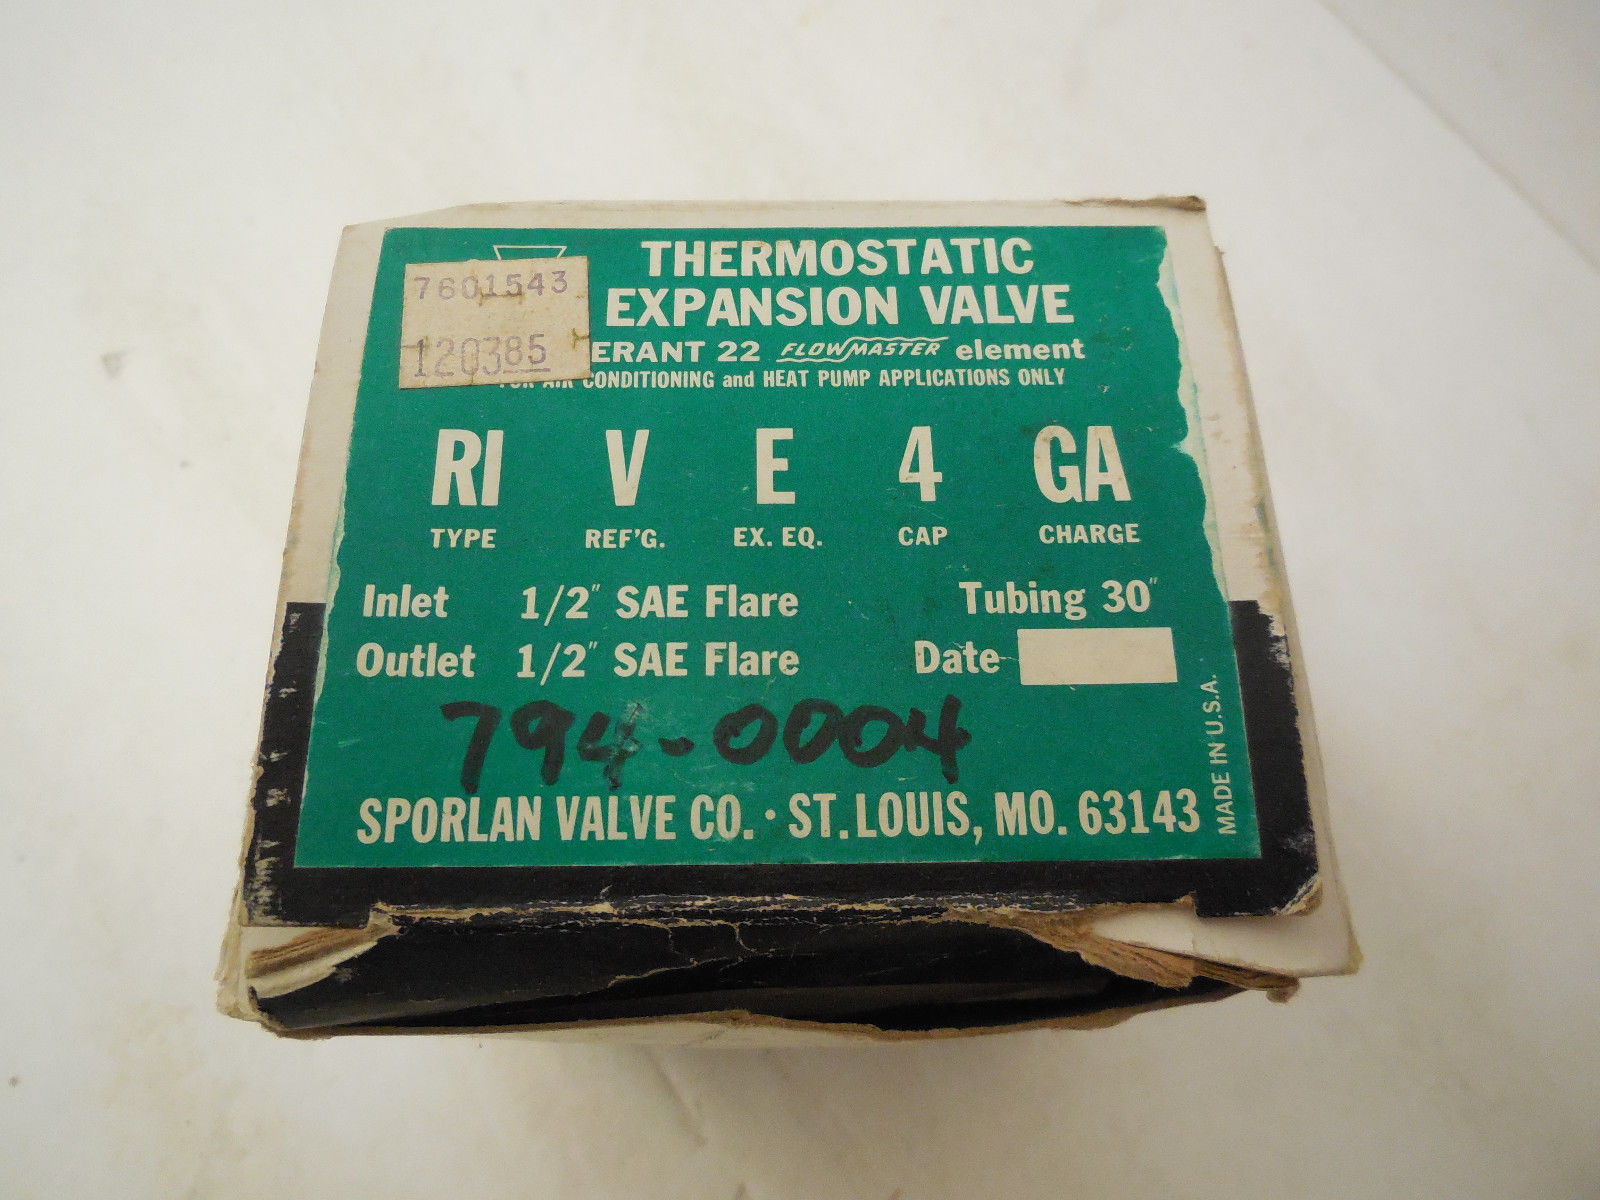 7601543
120385
THERMOSTATIC
EXPANSION VALVE
ERANT 22 FLOWMASTER element
FOR AIR CONDITIONING and HEAT PUMP APPLICATIONS ONLY
RI V E 4 GA
TYPE REF'G. EX. EQ. CAP CHARGE
Inlet 1/2" SAE Flare Tubing 30"
Outlet 1/2" SAE Flare Date
794-0004
SPORLAN VALVE CO. · ST. LOUIS, MO. 63143
MADE IN U.S.A.